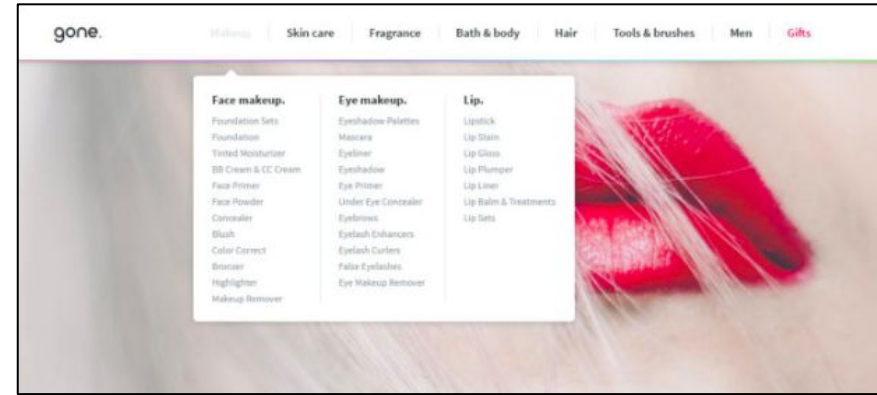 gone.
Makeup Skin care Fragrance Bath & body Hair Tools & brushes Men Gifts
Face makeup.
Foundation Sets
Foundation
Tinted Moisturizer
BB Cream & CC Cream
Face Primer
Face Powder
Concealer
Blush
Color Correct
Bronzer
Highlighter
Makeup Remover
Eye makeup.
Eyeshadow Palettes
Mascara
Eyeliner
Eyeshadow
Eye Primer
Under Eye Concealer
Eyebrows
Eyelash Enhancers
Eyelash Curlers
False Eyelashes
Eye Makeup Remover
Lip.
Lipstick
Lip Stain
Lip Gloss
Lip Plumper
Lip Liner
Lip Balm & Treatments
Lip Sets